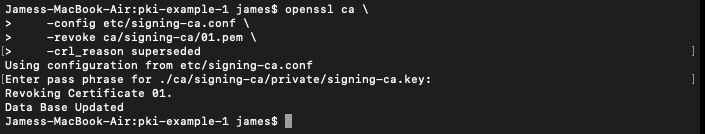 Jamess-MacBook-Air:pki-example-1 james$ openssl ca \
>     -config etc/signing-ca.conf \
>     -revoke ca/signing-ca/01.pem \
[>     -crl_reason superseded ]
Using configuration from etc/signing-ca.conf
[Enter pass phrase for ./ca/signing-ca/private/signing-ca.key: ]
Revoking Certificate 01.
Data Base Updated
Jamess-MacBook-Air:pki-example-1 james$